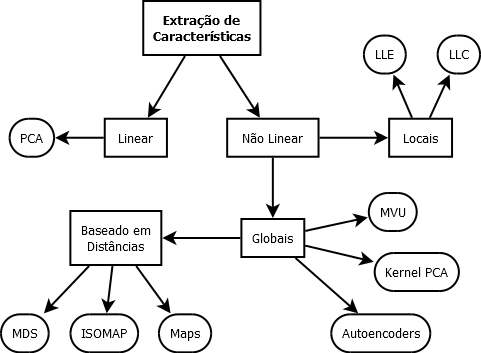 Extração de
Características
LLE
LLC
PCA
Linear
Não Linear
Locais
MVU
Baseado em
Distâncias
Globais
Kernel PCA
MDS
ISOMAP
Maps
Autoencoders